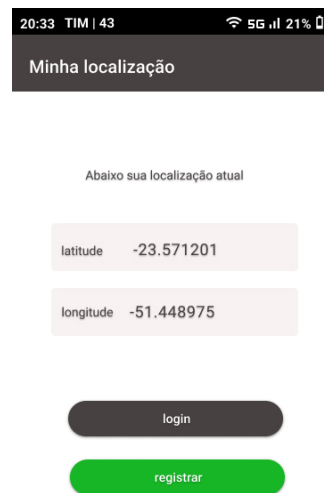 20:33 TIM | 43 5G 21%
Minha localização
Abaixo sua localização atual
latitude -23.571201
longitude -51.448975
login
registrar